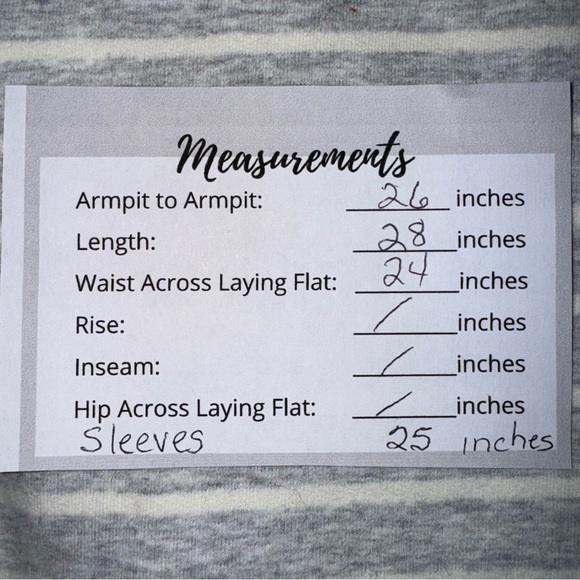 Measurements
Armpit to Armpit: 26 inches
Length: 28 inches
Waist Across Laying Flat: 24 inches
Rise: / inches
Inseam: / inches
Hip Across Laying Flat: / inches
Sleeves 25 inches